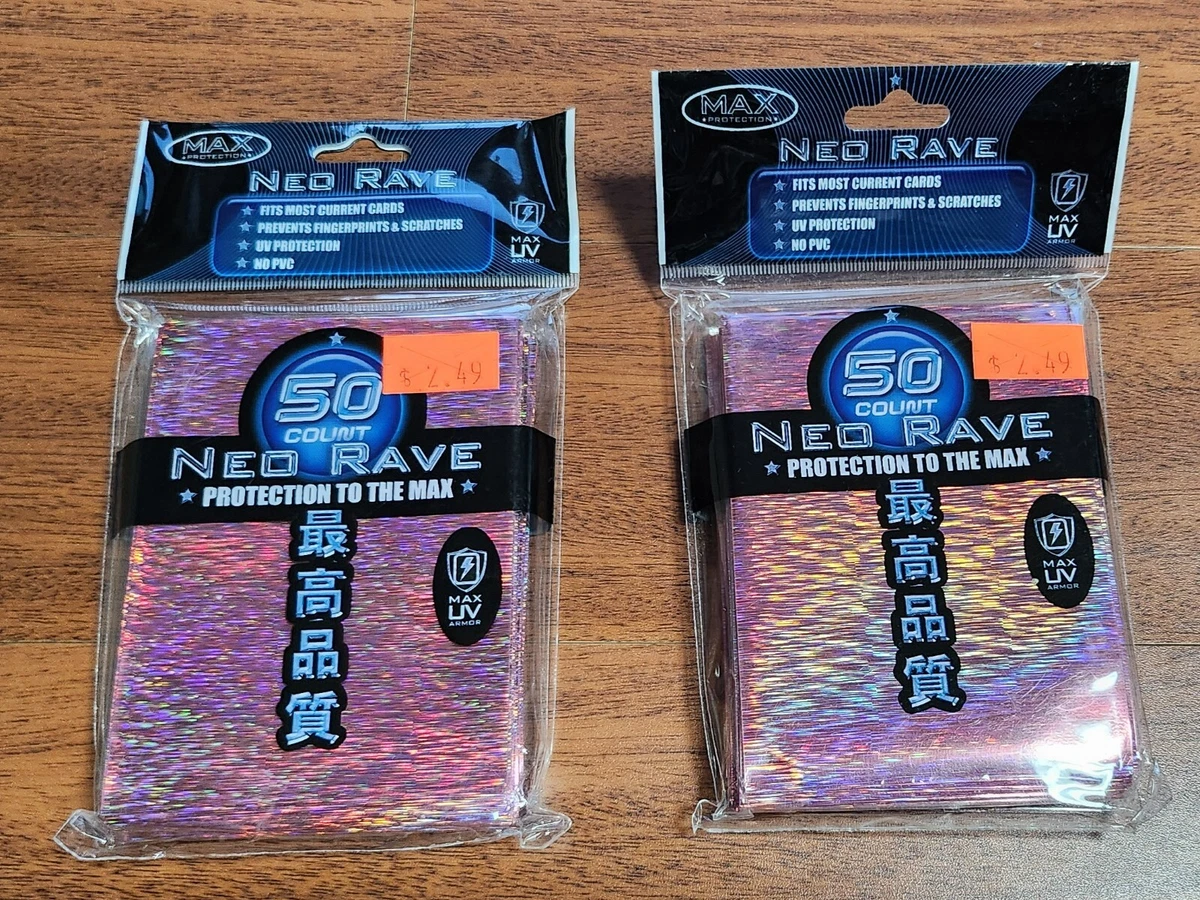 MAX
PROTECTION
NEO RAVE
FITS MOST CURRENT CARDS
PREVENTS FINGERPRINTS & SCRATCHES
UV PROTECTION
NO PVC
MAX
UV
ARMOR
50
COUNT
$ 2.49
NEO RAVE
PROTECTION TO THE MAX
最高品質
MAX
UV
ARMOR
MAX
PROTECTION
NEO RAVE
FITS MOST CURRENT CARDS
PREVENTS FINGERPRINTS & SCRATCHES
UV PROTECTION
NO PVC
MAX
UV
ARMOR
50
COUNT
$ 2.49
NEO RAVE
PROTECTION TO THE MAX
最高品質
MAX
UV
ARMOR